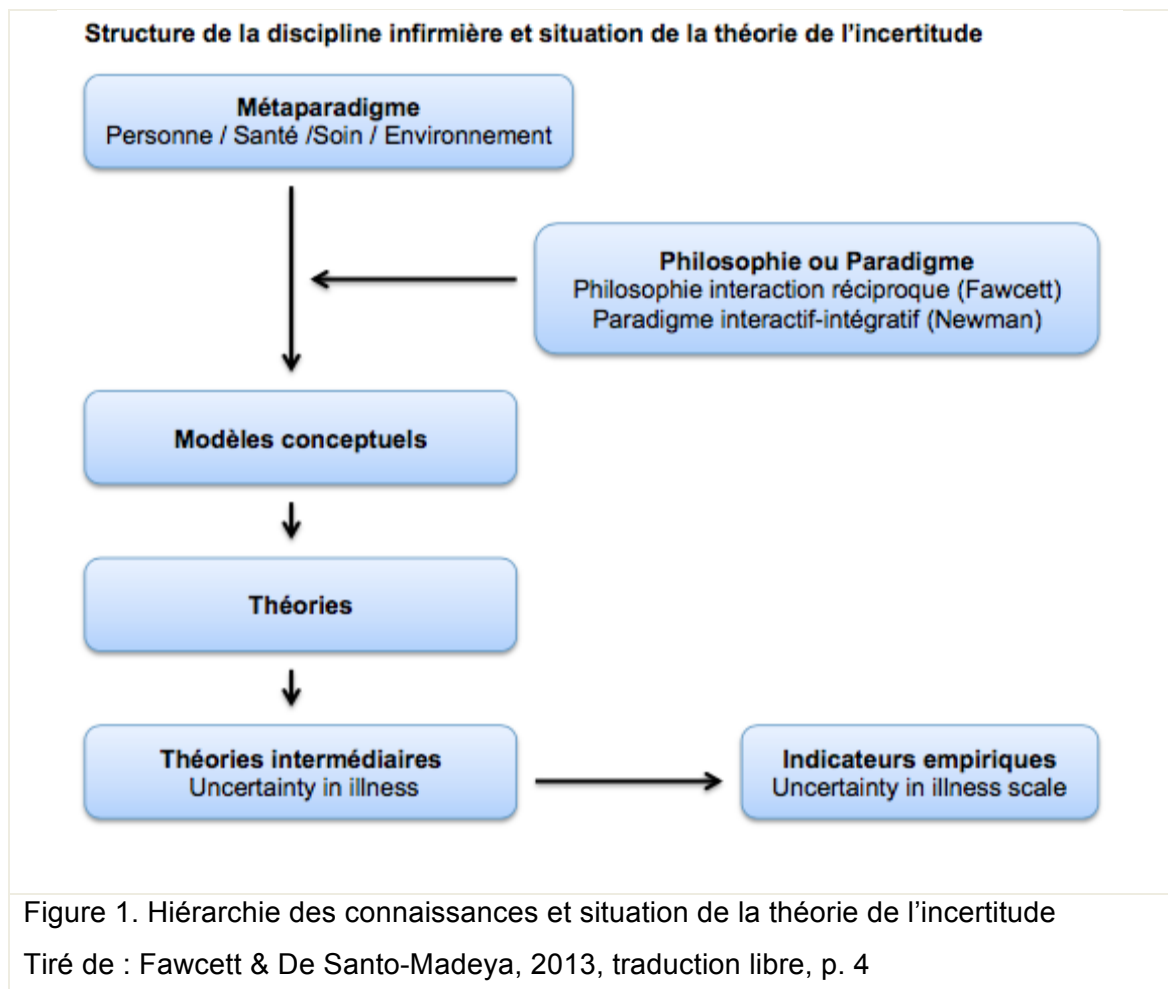 Structure de la discipline infirmière et situation de la théorie de l'incertitude
Métaparadigme
Personne / Santé /Soin / Environnement
Philosophie ou Paradigme
Philosophie interaction réciproque (Fawcett)
Paradigme interactif-intégratif (Newman)
Modèles conceptuels
Théories
Théories intermédiaires
Uncertainty in illness
Indicateurs empiriques
Uncertainty in illness scale
Figure 1. Hiérarchie des connaissances et situation de la théorie de l'incertitude
Tiré de : Fawcett & De Santo-Madeya, 2013, traduction libre, p. 4